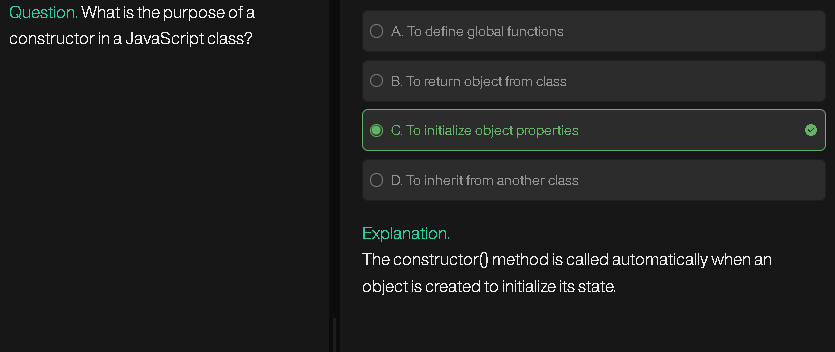 Question. What is the purpose of a
constructor in a JavaScript class?
A. To define global functions
B. To return object from class
C. To initialize object properties
D. To inherit from another class
Explanation.
The constructor() method is called automatically when an
object is created to initialize its state.